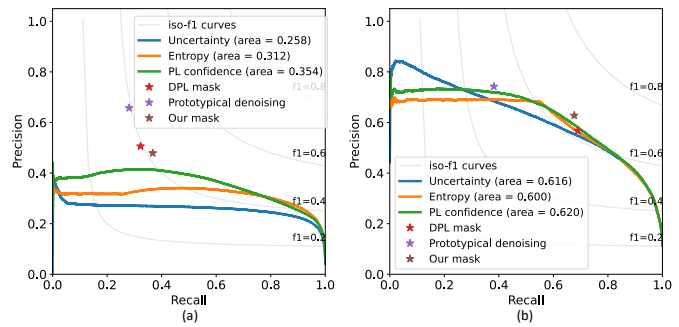 1.0
0.8
0.6
0.4
0.2
0.0
Precision
iso-f1 curves
Uncertainty (area = 0.258)
Entropy (area = 0.312)
PL confidence (area = 0.354)
DPL mask
Prototypical denoising
Our mask
f1=0.8
f1=0.6
f1=0.4
f1=0.2
0.0 0.2 0.4 0.6 0.8 1.0
Recall
(a)
1.0
0.8
0.6
0.4
0.2
0.0
Precision
f1=0.8
f1=0.6
f1=0.4
f1=0.2
iso-f1 curves
Uncertainty (area = 0.616)
Entropy (area = 0.600)
PL confidence (area = 0.620)
DPL mask
Prototypical denoising
Our mask
0.0 0.2 0.4 0.6 0.8 1.0
Recall
(b)